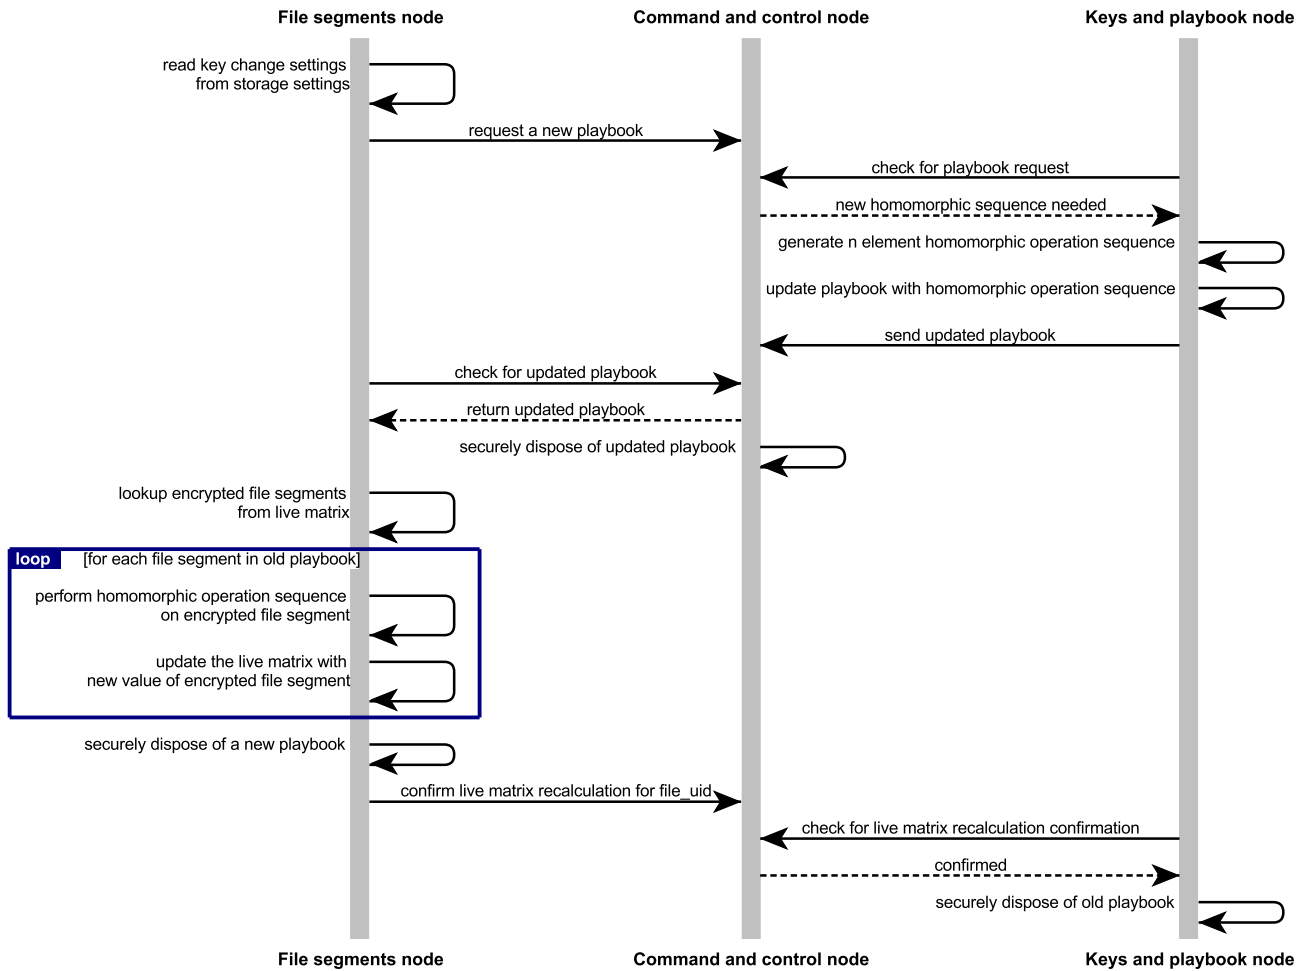 File segments node
Command and control node
Keys and playbook node
read key change settings
from storage settings
request a new playbook
check for playbook request
new homomorphic sequence needed
generate n element homomorphic operation sequence
update playbook with homomorphic operation sequence
send updated playbook
check for updated playbook
return updated playbook
securely dispose of updated playbook
lookup encrypted file segments
from live matrix
loop [for each file segment in old playbook]
perform homomorphic operation sequence
on encrypted file segment
update the live matrix with
new value of encrypted file segment
securely dispose of a new playbook
confirm live matrix recalculation for file_uid
check for live matrix recalculation confirmation
confirmed
securely dispose of old playbook
File segments node
Command and control node
Keys and playbook node